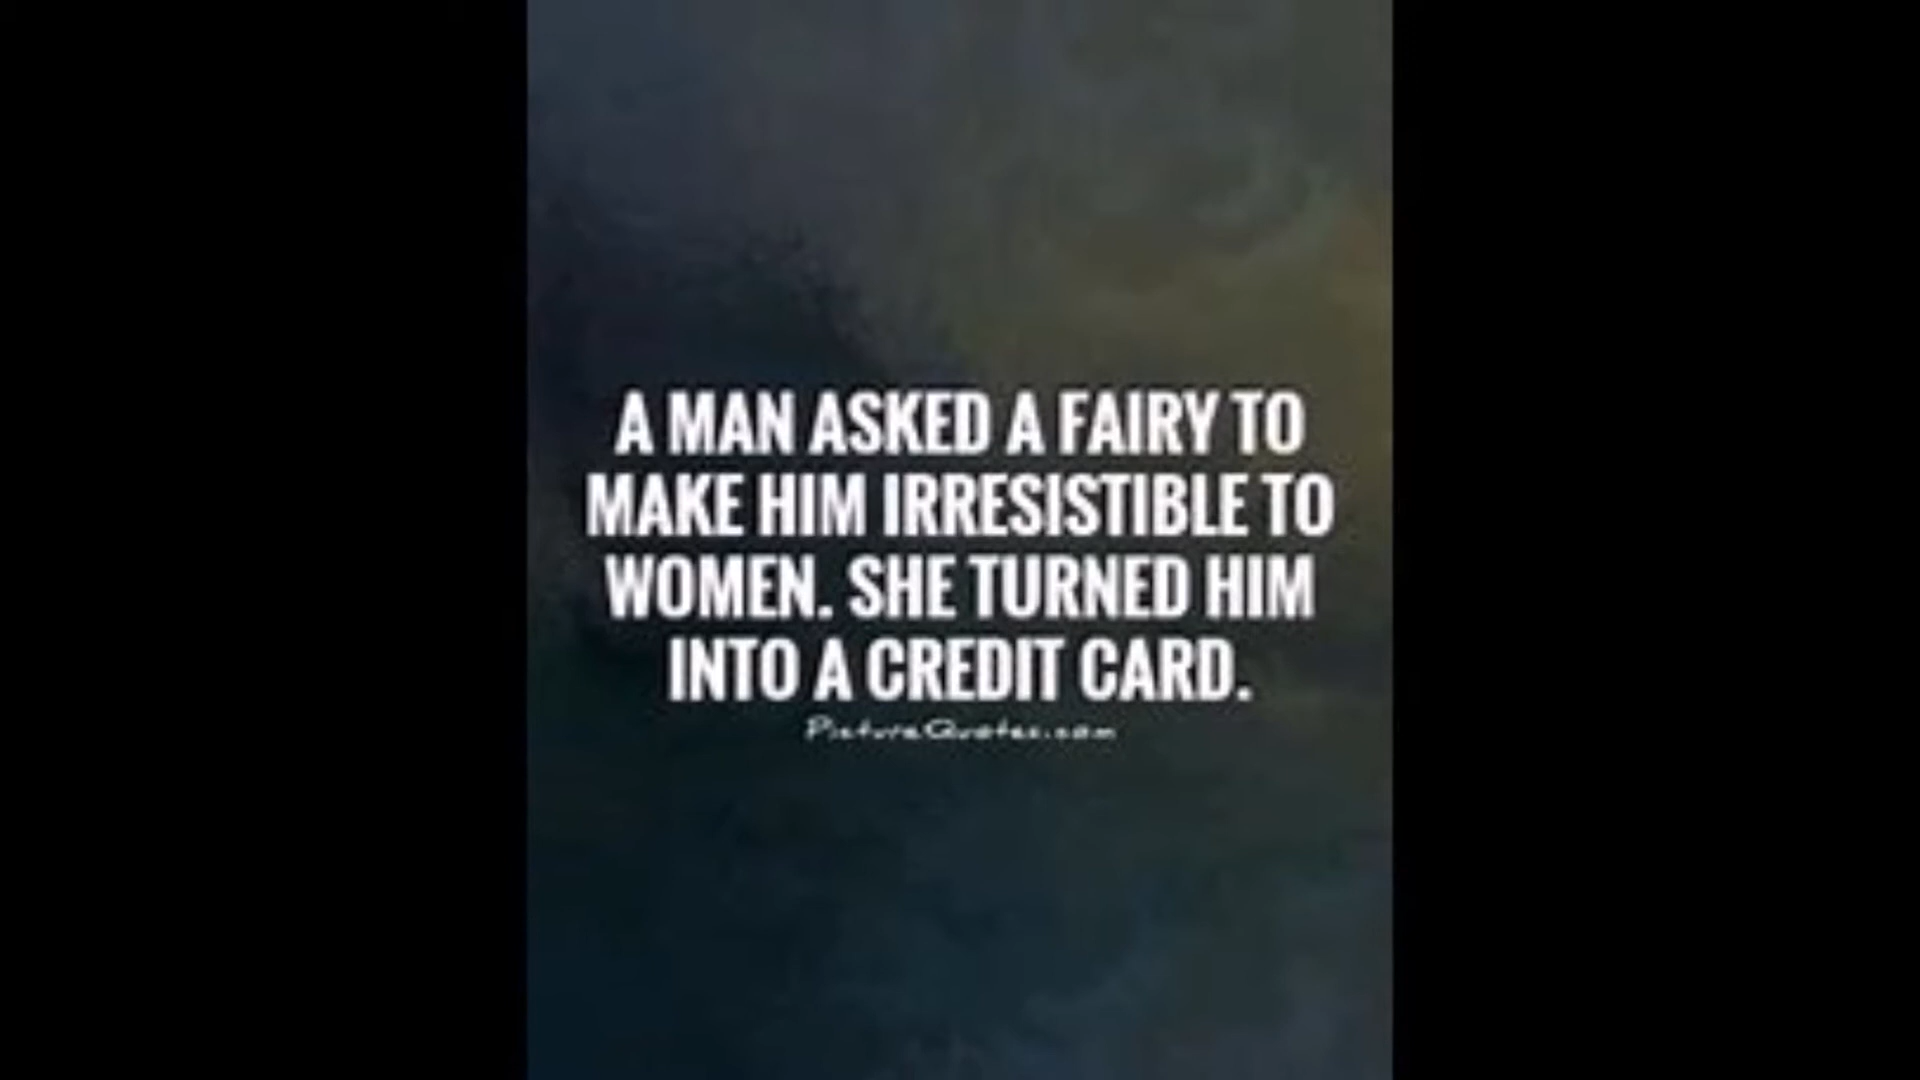 A MAN ASKED A FAIRY TO
MAKE HIM IRRESISTIBLE TO
WOMEN. SHE TURNED HIM
INTO A CREDIT CARD.
PictureQuotes.com